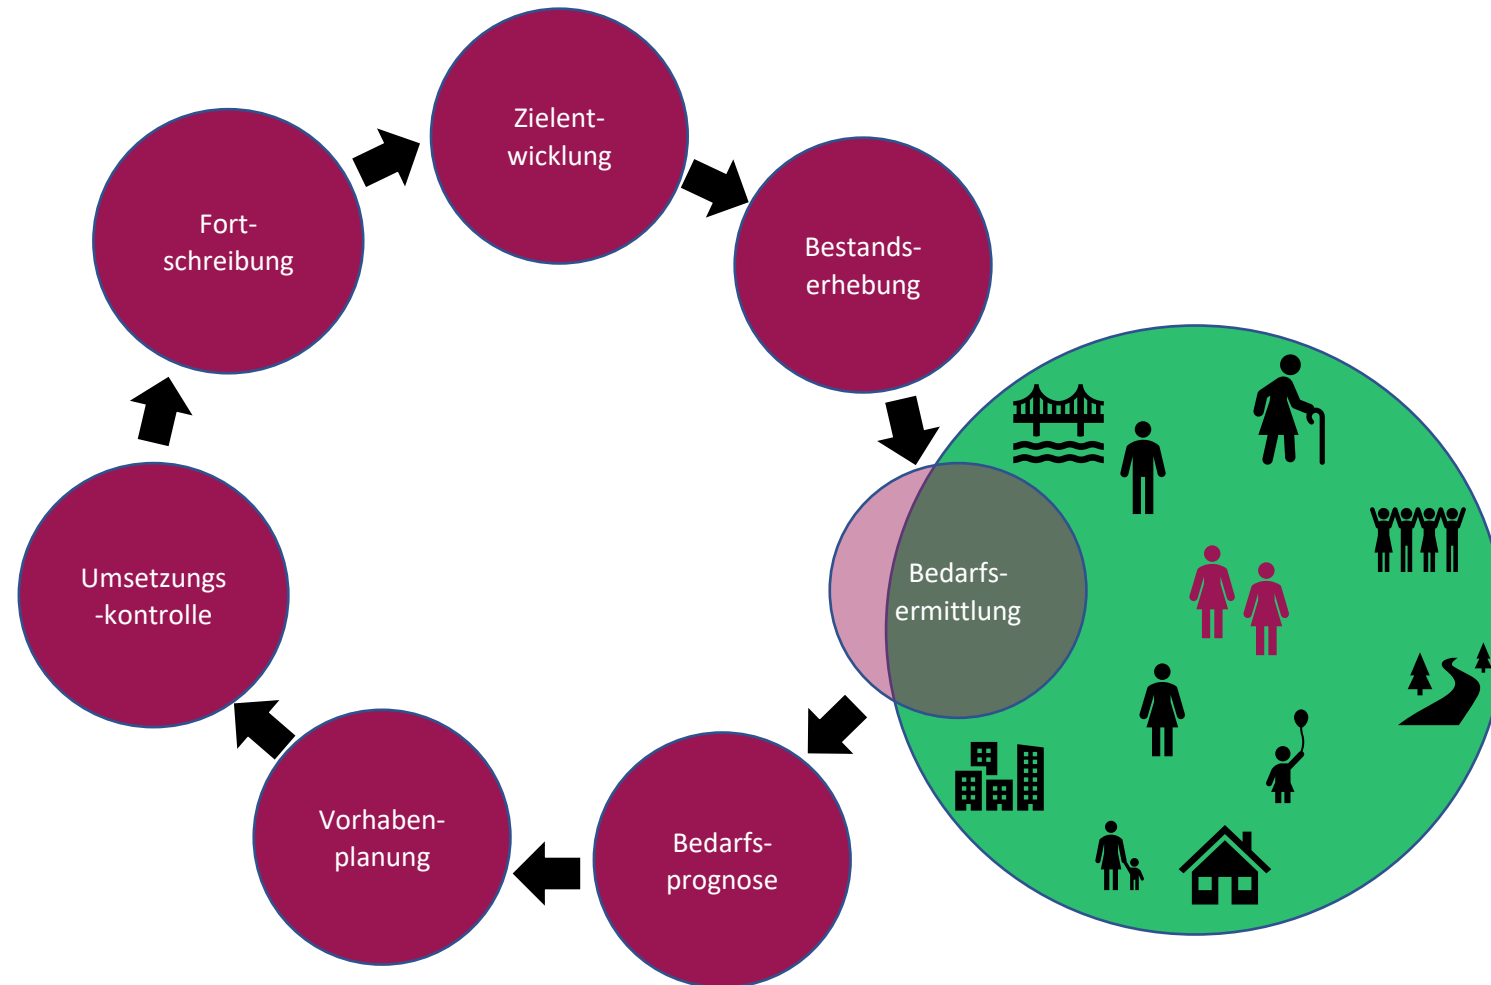 Zielent-
wicklung
Bestands-
erhebung
Bedarfs-
ermittlung
Bedarfs-
prognose
Vorhaben-
planung
Umsetzungs
-kontrolle
Fort-
schreibung